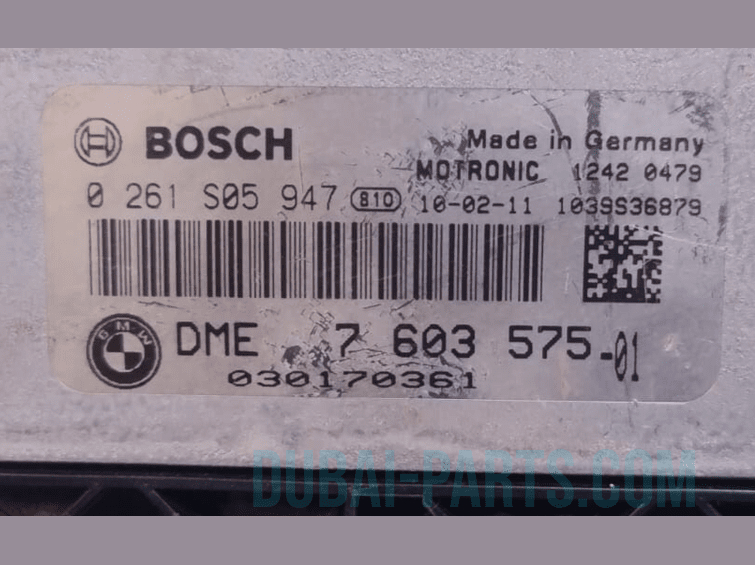 BOSCH
Made in Germany
MOTRONIC 1242 0479
0 261 S05 947 810 10-02-11 1039S36879
BMW
DME 7 603 575-01
030170361
DUBAI-PARTS.COM